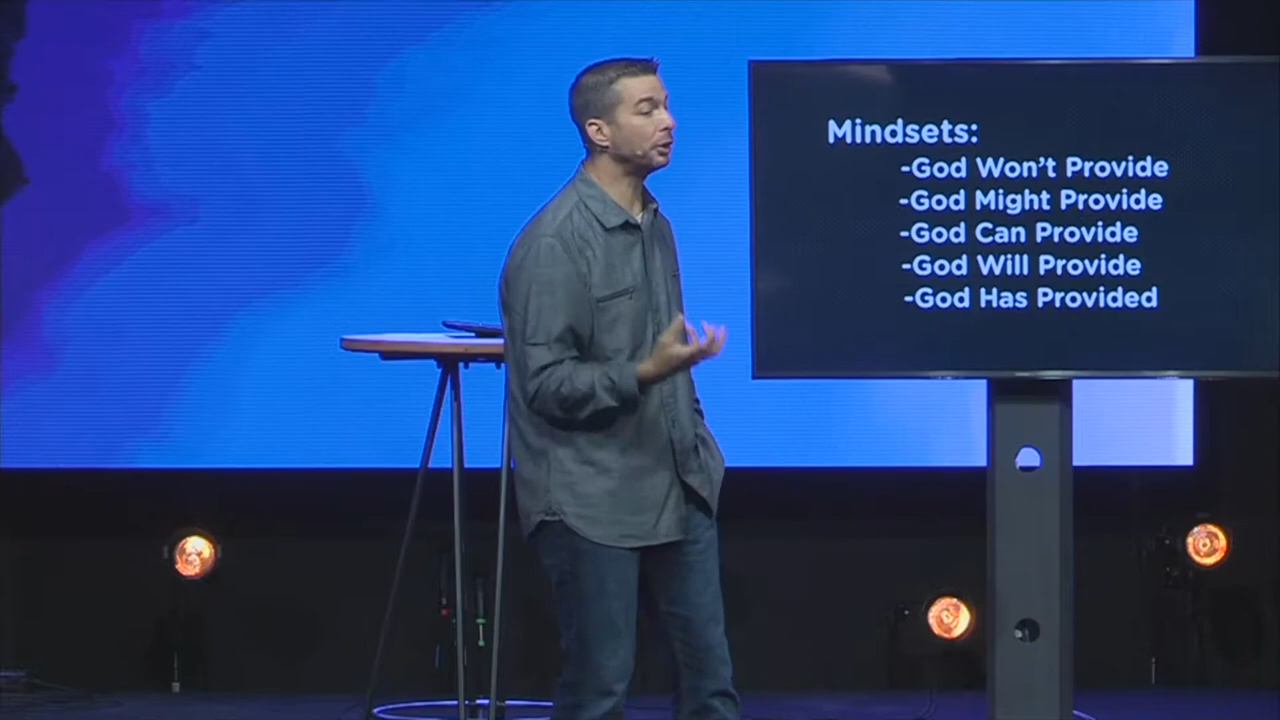 Mindsets:
-God Won't Provide
-God Might Provide
-God Can Provide
-God Will Provide
-God Has Provided